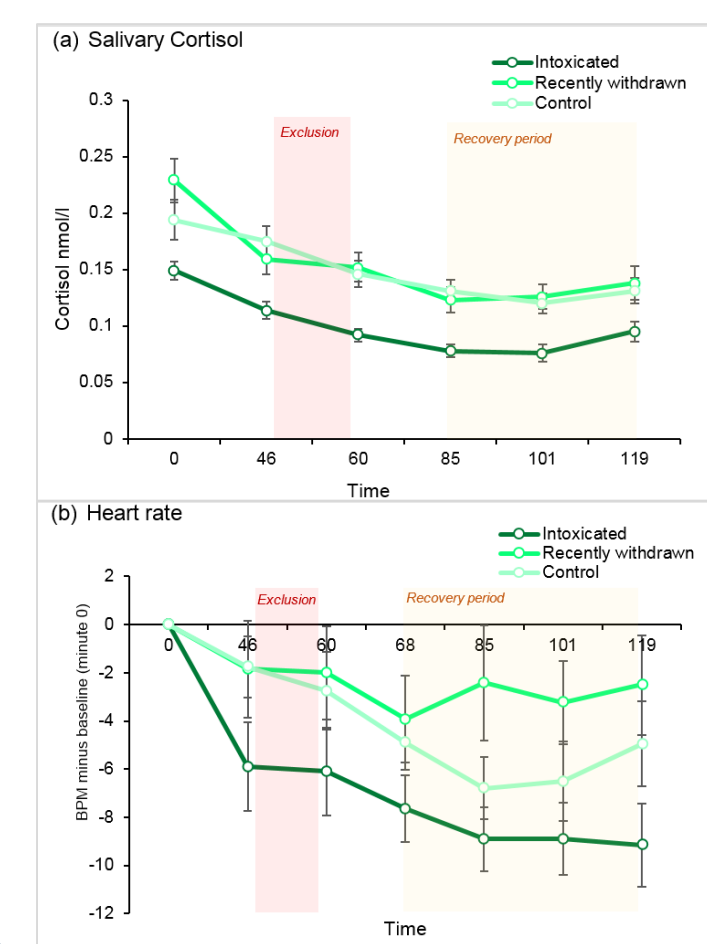 (a) Salivary Cortisol
Intoxicated
Recently withdrawn
Control
0.3
0.25
0.2
0.15
0.1
0.05
0
Cortisol nmol/l
Exclusion
Recovery period
0 46 60 85 101 119
Time
(b) Heart rate
Intoxicated
Recently withdrawn
Control
2
0
-2
-4
-6
-8
-10
-12
BPM minus baseline (minute 0)
Exclusion
Recovery period
0 46 60 68 85 101 119
Time